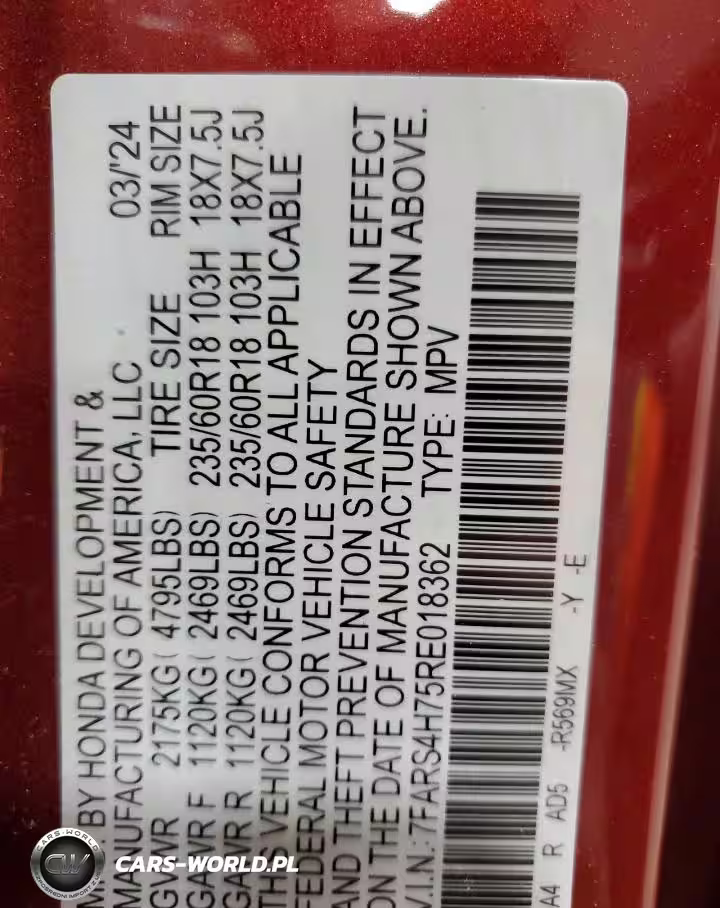 BY HONDA DEVELOPMENT & 03/'24
MANUFACTURING OF AMERICA, LLC
GVWR 2175KG( 4795LBS) TIRE SIZE RIM SIZE
GAWR F 1120KG( 2469LBS) 235/60R18 103H 18X7.5J
GAWR R 1120KG( 2469LBS) 235/60R18 103H 18X7.5J
THIS VEHICLE CONFORMS TO ALL APPLICABLE
FEDERAL MOTOR VEHICLE SAFETY
AND THEFT PREVENTION STANDARDS IN EFFECT
ON THE DATE OF MANUFACTURE SHOWN ABOVE.
V.I.N.: 7FARS4H75RE018362 TYPE: MPV
A4 R AD5 -R569MX -Y -E
CARS-WORLD
CW
CARS-WORLD.PL